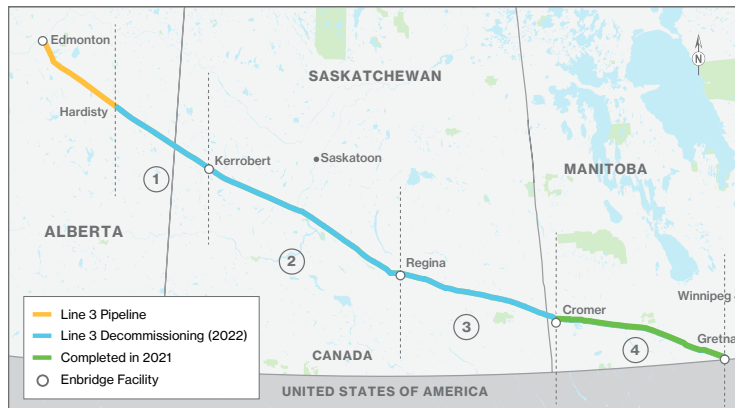 Edmonton
SASKATCHEWAN
N
Hardisty
Kerrobert
Saskatoon
MANITOBA
1
ALBERTA
2
Regina
Winnipeg
Cromer
3
4
Gretna
CANADA
UNITED STATES OF AMERICA
Line 3 Pipeline
Line 3 Decommissioning (2022)
Completed in 2021
Enbridge Facility